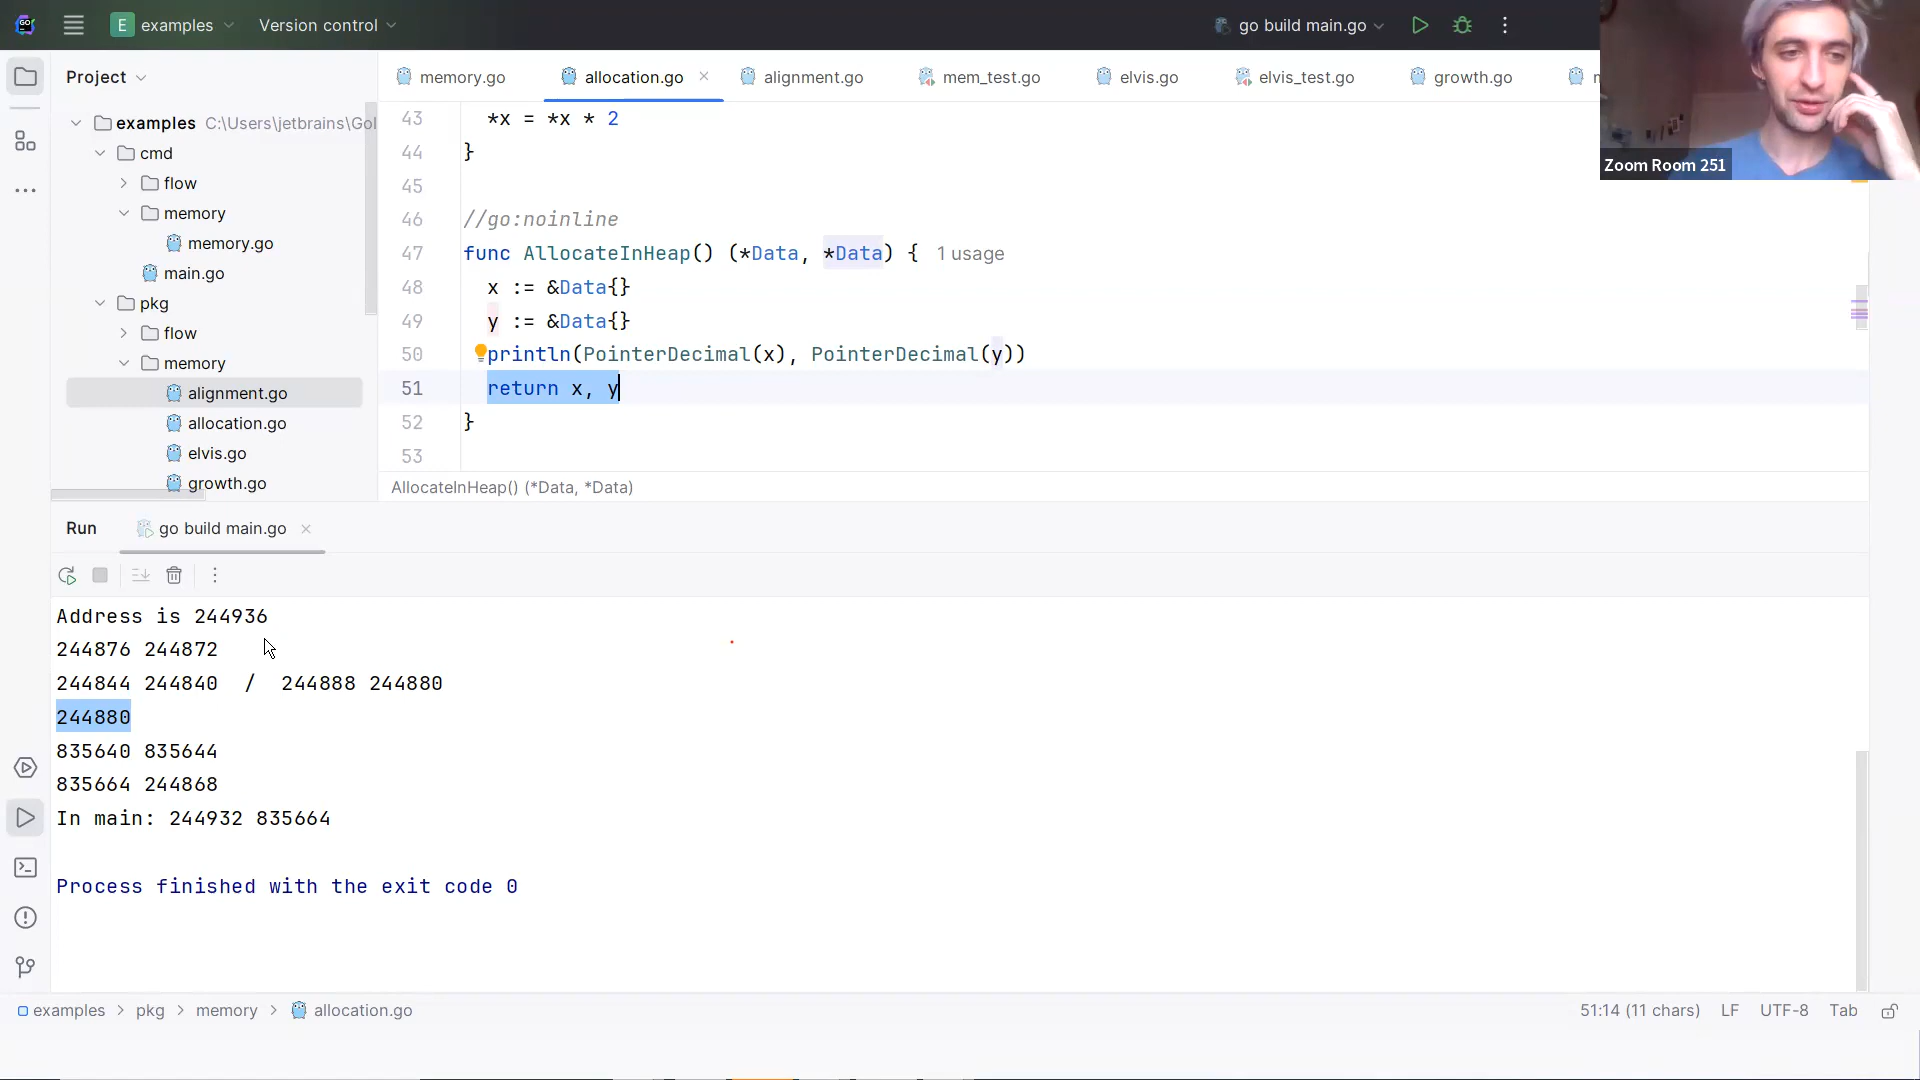 GO
E examples
Version control
go build main.go
Project
memory.go
allocation.go
alignment.go
mem_test.go
elvis.go
elvis_test.go
growth.go
Zoom Room 251
examples C:\Users\jetbrains\Gol
cmd
flow
memory
memory.go
main.go
pkg
flow
memory
alignment.go
allocation.go
elvis.go
growth.go
43 *x = *x * 2
44 }
45
46 //go:noinline
47 func AllocateInHeap() (*Data, *Data) { 1 usage
48 x := &Data{}
49 y := &Data{}
50 println(PointerDecimal(x), PointerDecimal(y))
51 return x, y
52 }
53
AllocateInHeap() (*Data, *Data)
Run
go build main.go
Address is 244936
244876 244872
244844 244840 / 244888 244880
244880
835640 835644
835664 244868
In main: 244932 835664
Process finished with the exit code 0
examples > pkg > memory > allocation.go
51:14 (11 chars) LF UTF-8 Tab